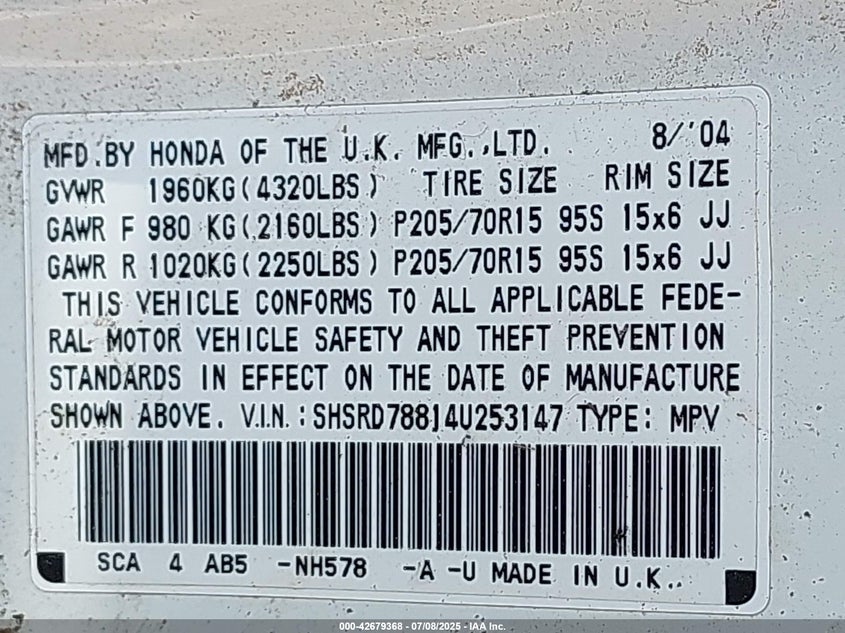 MFD.BY HONDA OF THE U.K. MFG.,LTD. 8/'04
GVWR 1960KG(4320LBS) TIRE SIZE RIM SIZE
GAWR F 980 KG(2160LBS) P205/70R15 95S 15x6 JJ
GAWR R 1020KG(2250LBS) P205/70R15 95S 15x6 JJ
THIS VEHICLE CONFORMS TO ALL APPLICABLE FEDE-
RAL MOTOR VEHICLE SAFETY AND THEFT PREVENTION
STANDARDS IN EFFECT ON THE DATE OF MANUFACTURE
SHOWN ABOVE. V.I.N.:SHSRD78814U253147 TYPE: MPV
SCA 4 AB5 -NH578 -A -U MADE IN U.K.
000-42679368 - 07/08/2025 - IAA Inc.